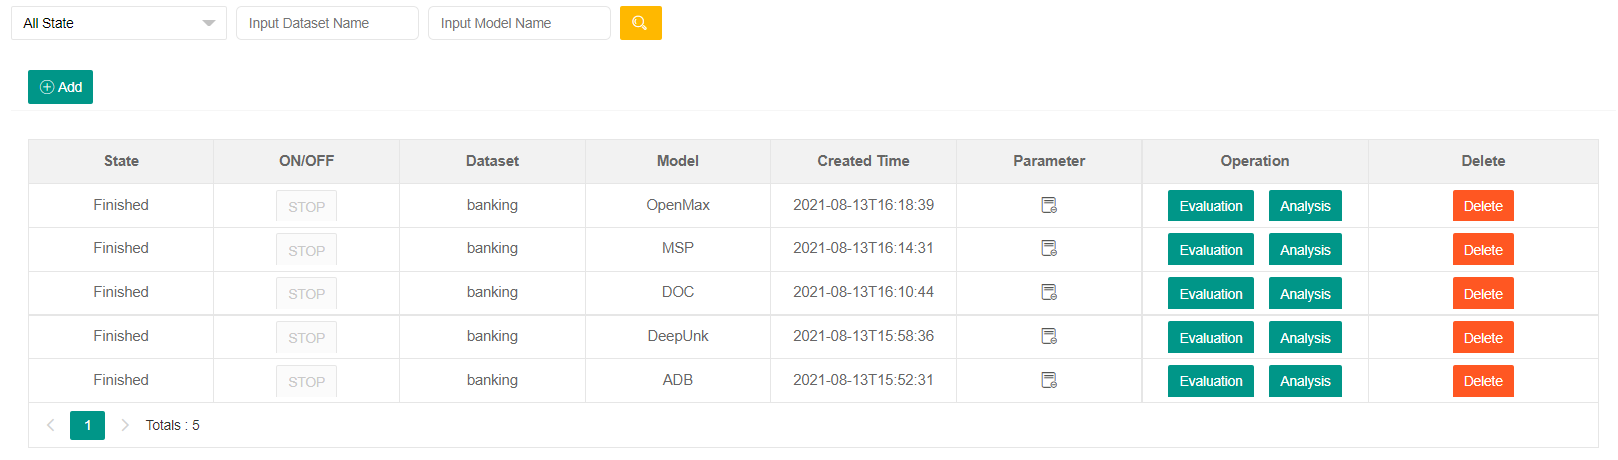 All State Input Dataset Name Input Model Name
Add
State ON/OFF Dataset Model Created Time Parameter Operation Delete
Finished STOP banking OpenMax 2021-08-13T16:18:39 Evaluation Analysis Delete
Finished STOP banking MSP 2021-08-13T16:14:31 Evaluation Analysis Delete
Finished STOP banking DOC 2021-08-13T16:10:44 Evaluation Analysis Delete
Finished STOP banking DeepUnk 2021-08-13T15:58:36 Evaluation Analysis Delete
Finished STOP banking ADB 2021-08-13T15:52:31 Evaluation Analysis Delete
1 Totals : 5